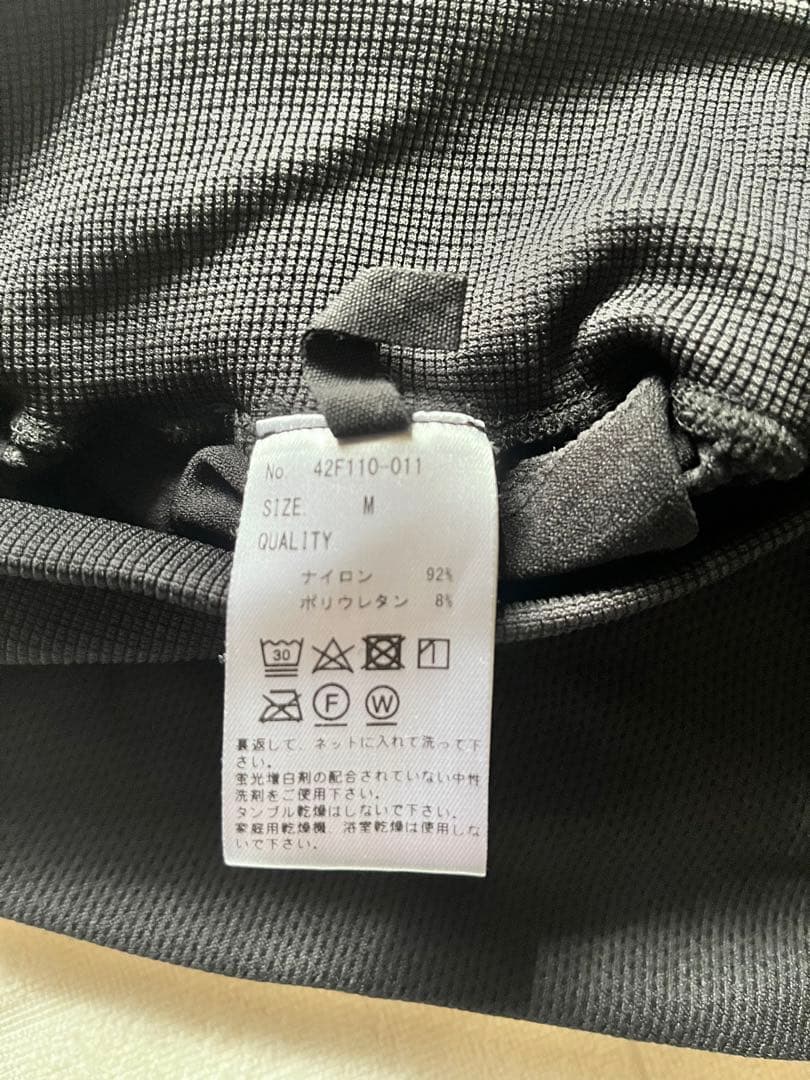 No. 42F110-011
SIZE. M
QUALITY.
ナイロン 92%
ポリウレタン 8%
30
F W
裏返して、ネットに入れて洗って下
さい。
蛍光増白剤の配合されていない中性
洗剤をご使用下さい。
タンブル乾燥はしないで下さい。
家庭用乾燥機、浴室乾燥は使用しな
いで下さい。